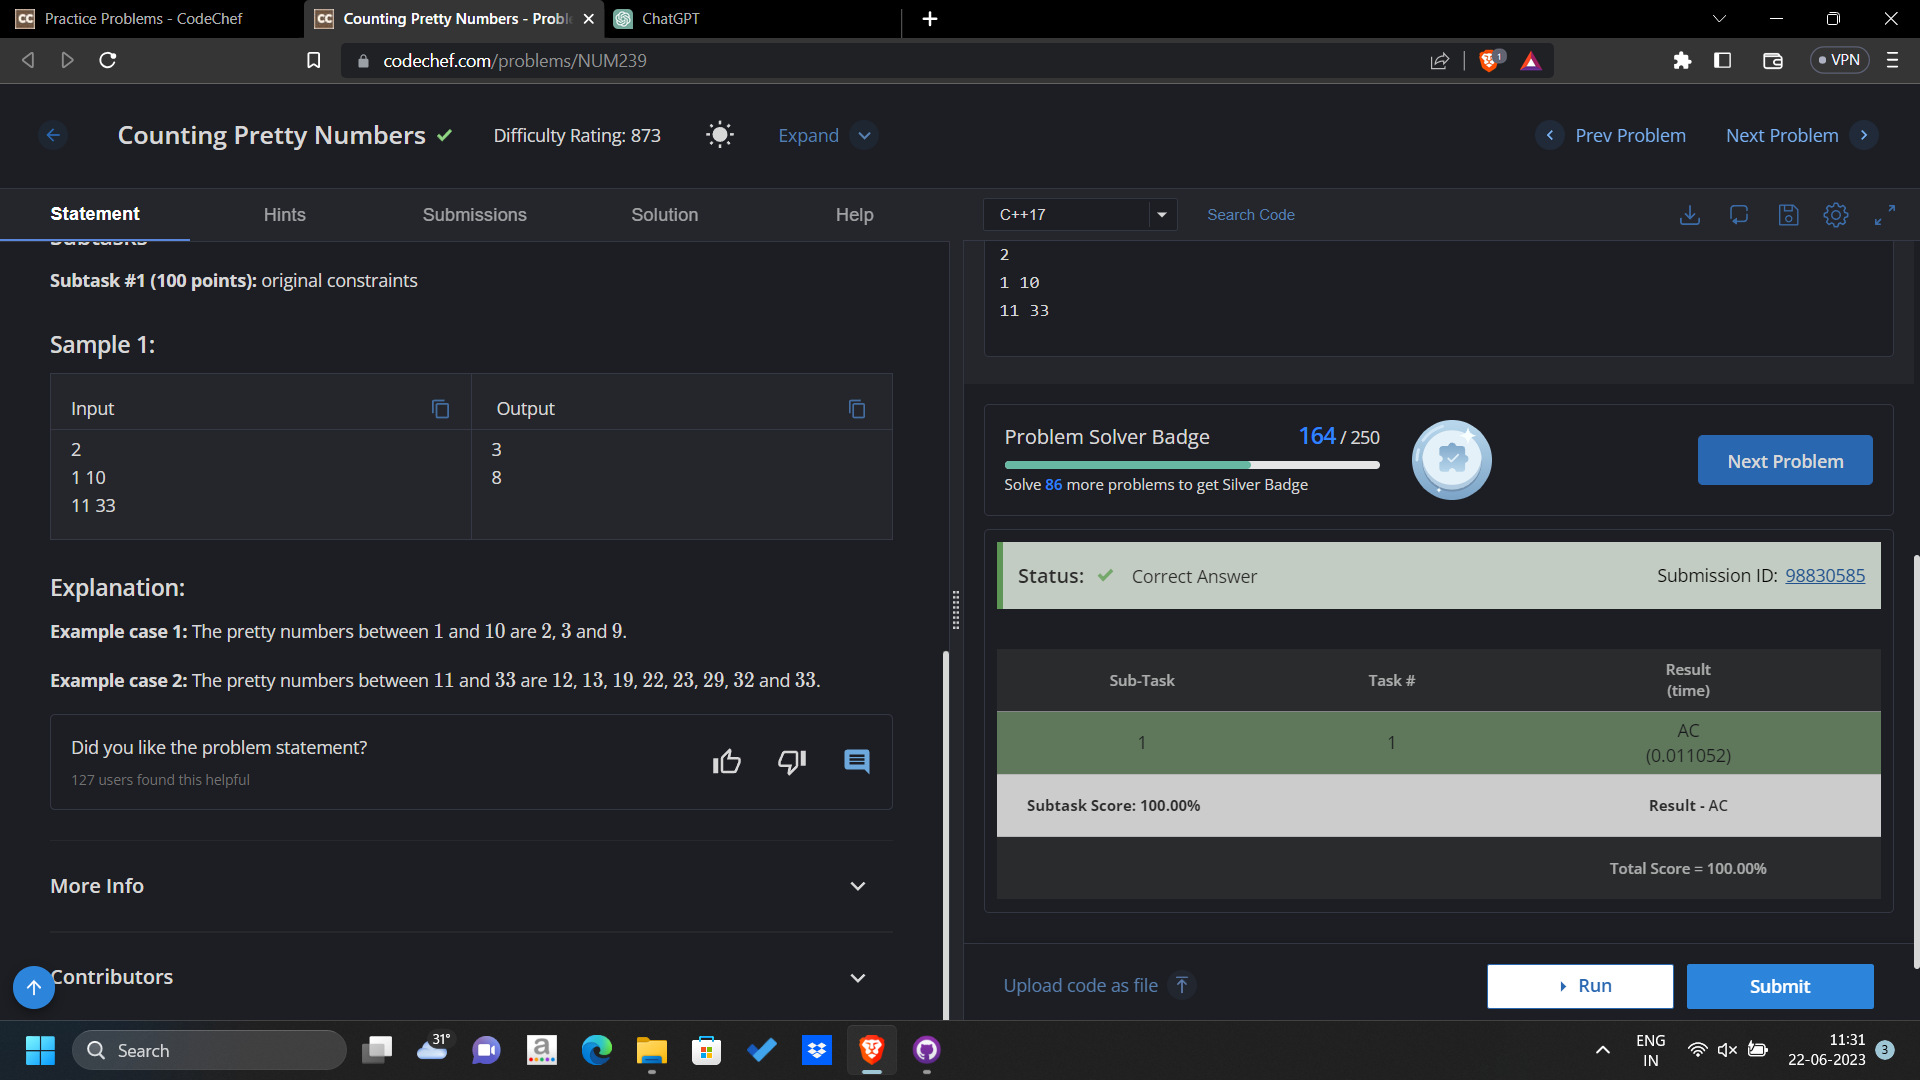 Practice Problems - CodeChef
Counting Pretty Numbers - Probl
ChatGPT
codechef.com/problems/NUM239
1
VPN
Counting Pretty Numbers
Difficulty Rating: 873
Expand
Prev Problem
Next Problem
Statement
Hints
Submissions
Solution
Help
C++17
Search Code
Subtasks
Subtask #1 (100 points): original constraints
Sample 1:
Input
Output
2
1 10
11 33
3
8
Explanation:
Example case 1: The pretty numbers between 1 and 10 are 2, 3 and 9.
Example case 2: The pretty numbers between 11 and 33 are 12, 13, 19, 22, 23, 29, 32 and 33.
Did you like the problem statement?
127 users found this helpful
More Info
Contributors
2
1 10
11 33
Problem Solver Badge
164 / 250
Solve 86 more problems to get Silver Badge
Next Problem
Status: Correct Answer
Submission ID: 98830585
Sub-Task
Task #
Result
(time)
1
1
AC
(0.011052)
Subtask Score: 100.00%
Result - AC
Total Score = 100.00%
Upload code as file
Run
Submit
Search
31°
a
ENG
IN
11:31
22-06-2023
3